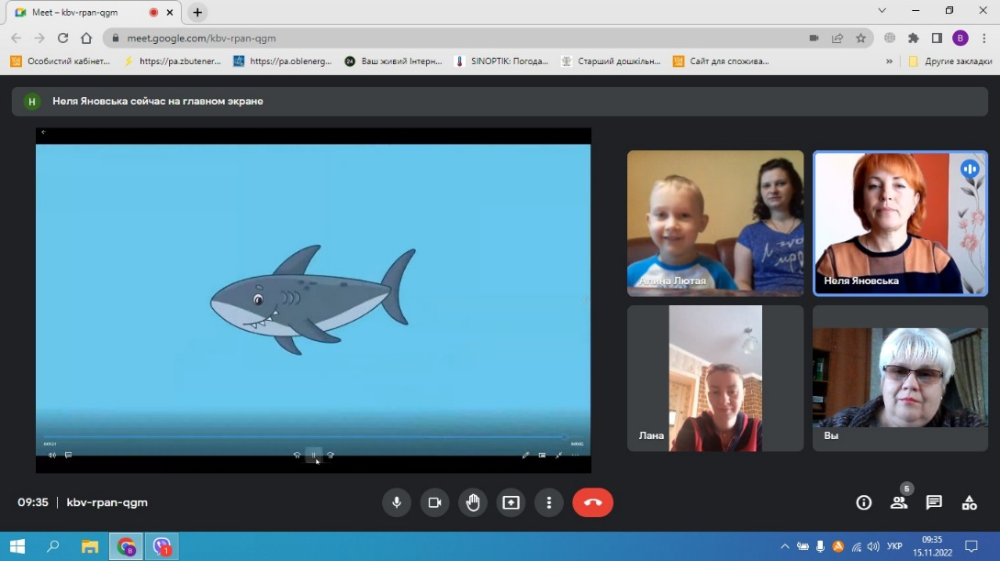 Meet – kbv-rpan-qgm
meet.google.com/kbv-rpan-qgm
B
Особистий кабінет...
https://pa.zbutener...
https://pa.oblenerg...
24
Ваш живий Інтерн...
SINOPTIK: Погода...
Старший дошкільн...
Сайт для спожива...
»
Другие закладки
Н
Неля Яновська сейчас на главном экране
Алина Лютая
Неля Яновська
Лана
Вы
09:35 | kbv-rpan-qgm
5
1
УКР
09:35
15.11.2022